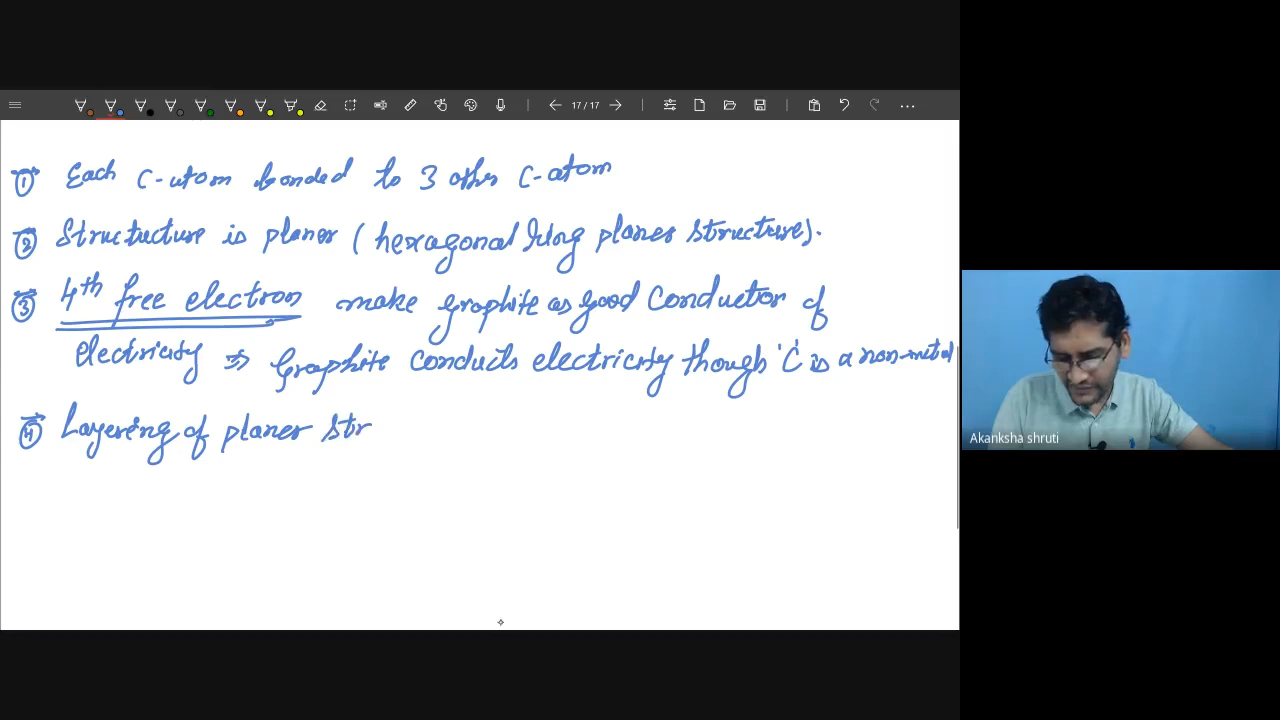 17 / 17
① Each C-atom bonded to 3 other C-atom
② Structucture is planer ( hexagonal Ring planer structure).
③ 4th free electron make graphite as good conductor of
electricity ⇒ Graphite conducts electricity though 'C' is a non-metal
④ Layering of planer str
Akanksha shruti